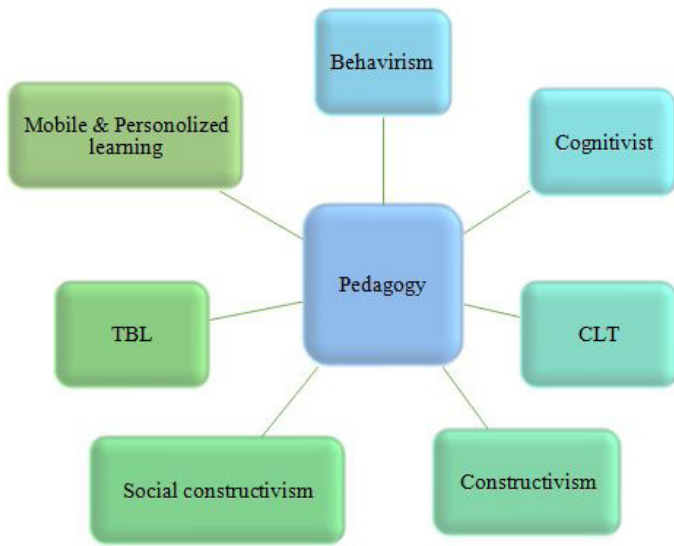 Behavirism
Mobile & Personolized
learning
Cognitivist
Pedagogy
TBL
CLT
Social constructivism
Constructivism